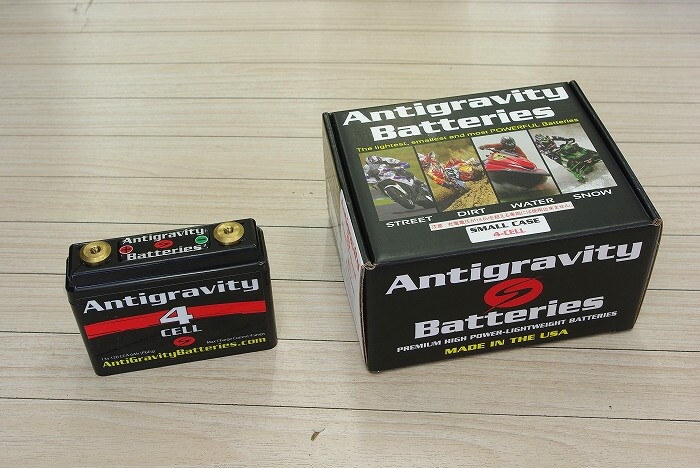 Antigravity
Batteries
Antigravity
4
CELL
AntiGravityBatteries.com
Antigravity
Batteries
The lightest, smallest and most POWERFUL Batteries
STREET
DIRT
WATER
SNOW
SMALL CASE
4-CELL
Antigravity
Batteries
PREMIUM HIGH POWER-LIGHTWEIGHT BATTERIES
MADE IN THE USA